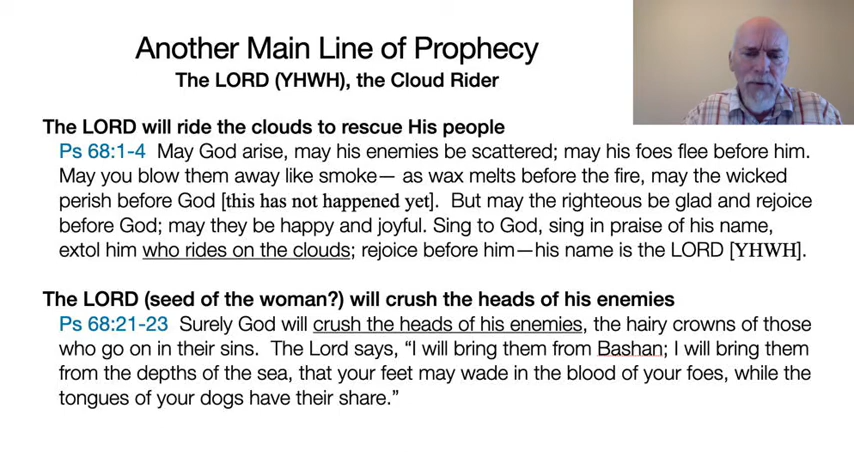 Another Main Line of Prophecy
The LORD (YHWH), the Cloud Rider
The LORD will ride the clouds to rescue His people
Ps 68:1-4 May God arise, may his enemies be scattered; may his foes flee before him.
May you blow them away like smoke— as wax melts before the fire, may the wicked
perish before God [this has not happened yet]. But may the righteous be glad and rejoice
before God; may they be happy and joyful. Sing to God, sing in praise of his name,
extol him who rides on the clouds; rejoice before him—his name is the LORD [YHWH].
The LORD (seed of the woman?) will crush the heads of his enemies
Ps 68:21-23 Surely God will crush the heads of his enemies, the hairy crowns of those
who go on in their sins. The Lord says, “I will bring them from Bashan; I will bring them
from the depths of the sea, that your feet may wade in the blood of your foes, while the
tongues of your dogs have their share.”